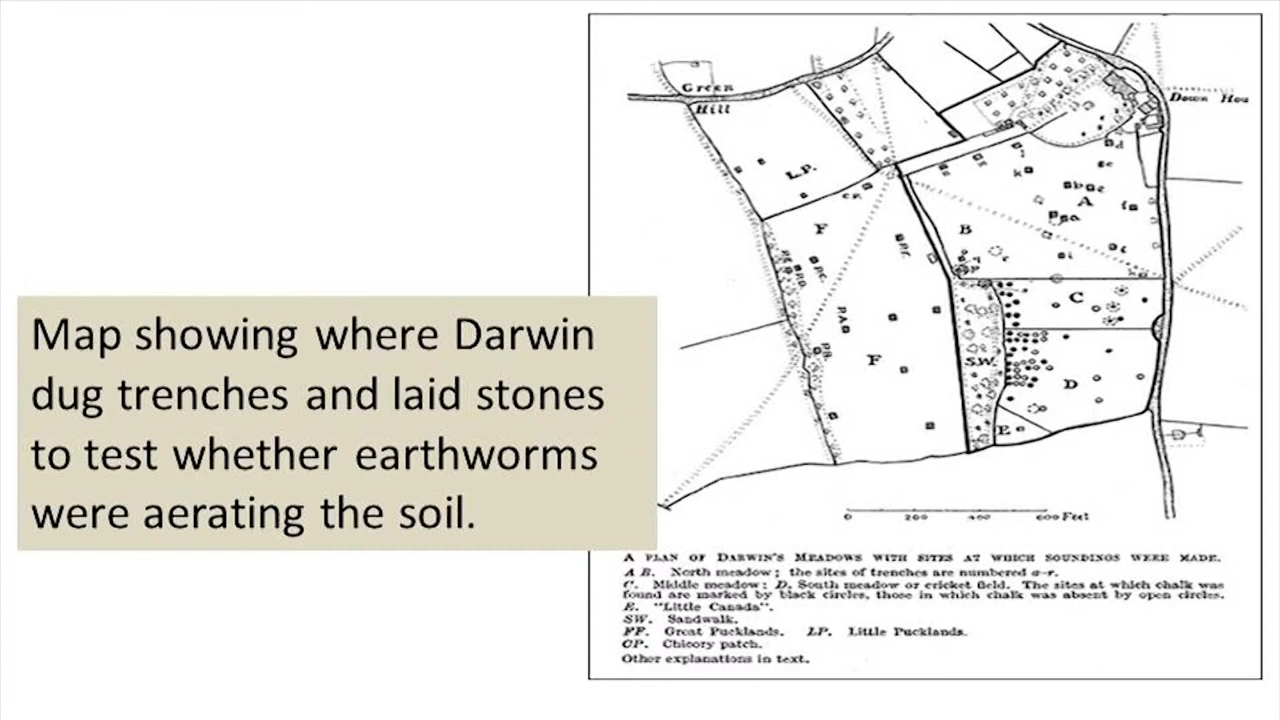 Map showing where Darwin
dug trenches and laid stones
to test whether earthworms
were aerating the soil.
Green
Hill
Down Hou
L.P.
C.P.
F
A
B
C
F
S.W.
D
E
0 200 400 600 Feet
A PLAN OF DARWIN'S MEADOWS WITH SITES AT WHICH SOUNDINGS WERE MADE.
A B. North meadow; the sites of trenches are numbered a-r.
C. Middle meadow; D. South meadow or cricket field. The sites at which chalk was
found are marked by black circles, those in which chalk was absent by open circles.
E. "Little Canada".
SW. Sandwalk.
FF. Great Pucklands. LP. Little Pucklands.
CP. Chicory patch.
Other explanations in text.